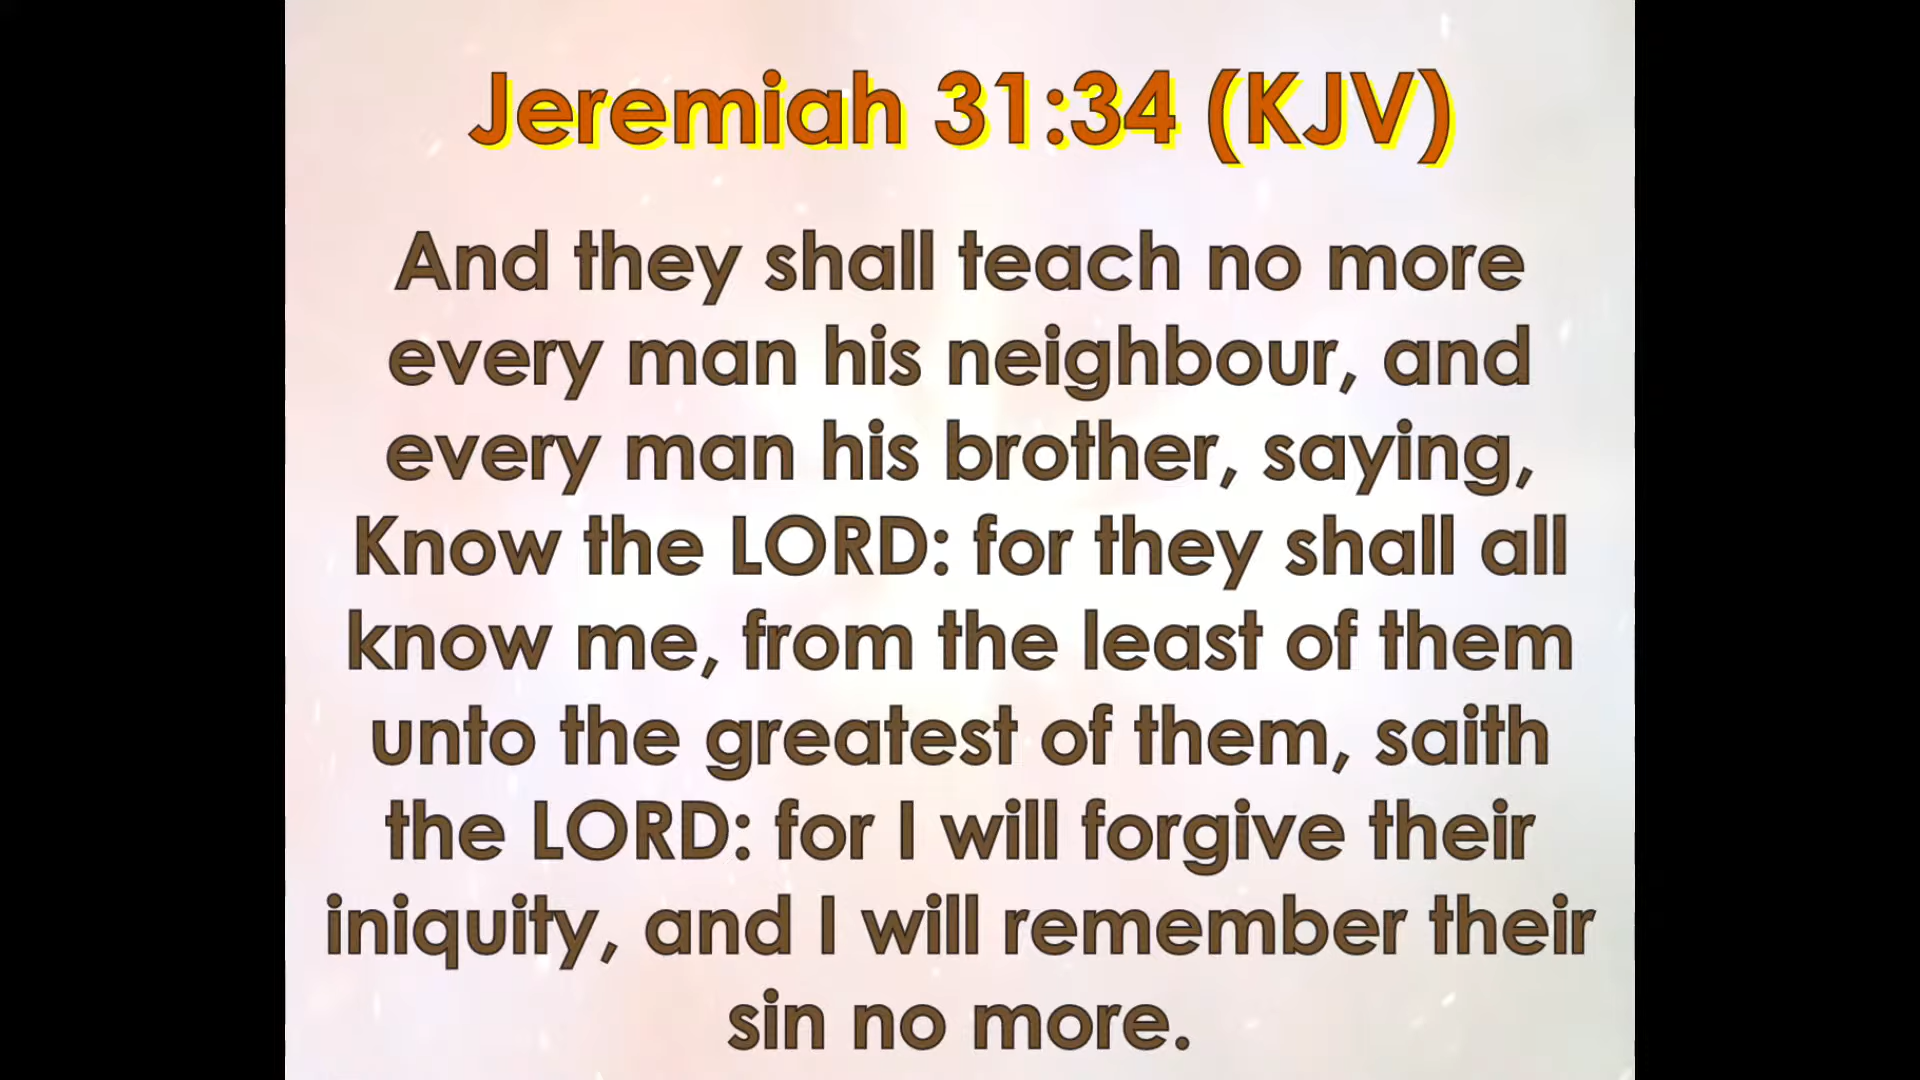 Jeremiah 31:34 (KJV)
And they shall teach no more
every man his neighbour, and
every man his brother, saying,
Know the LORD: for they shall all
know me, from the least of them
unto the greatest of them, saith
the LORD: for I will forgive their
iniquity, and I will remember their
sin no more.